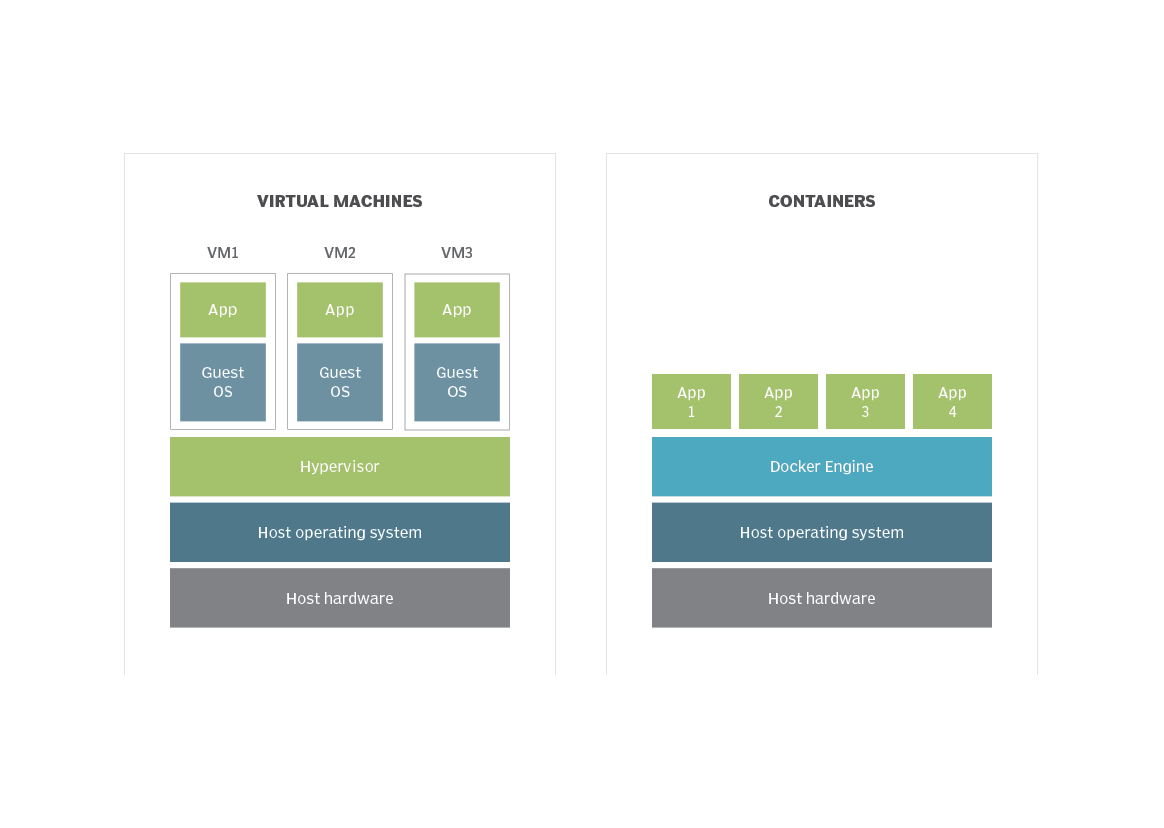 VIRTUAL MACHINES
VM1
VM2
VM3
App
App
App
Guest
OS
Guest
OS
Guest
OS
Hypervisor
Host operating system
Host hardware
CONTAINERS
App
1
App
2
App
3
App
4
Docker Engine
Host operating system
Host hardware